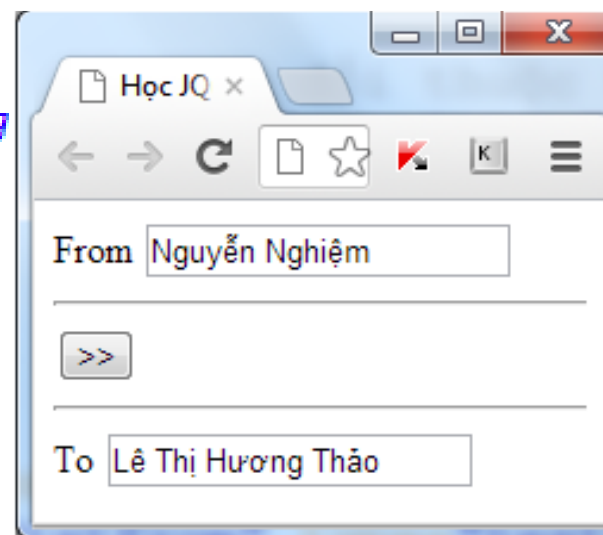 Học JQ
K
From Nguyễn Nghiệm
>>
To Lê Thị Hương Thảo